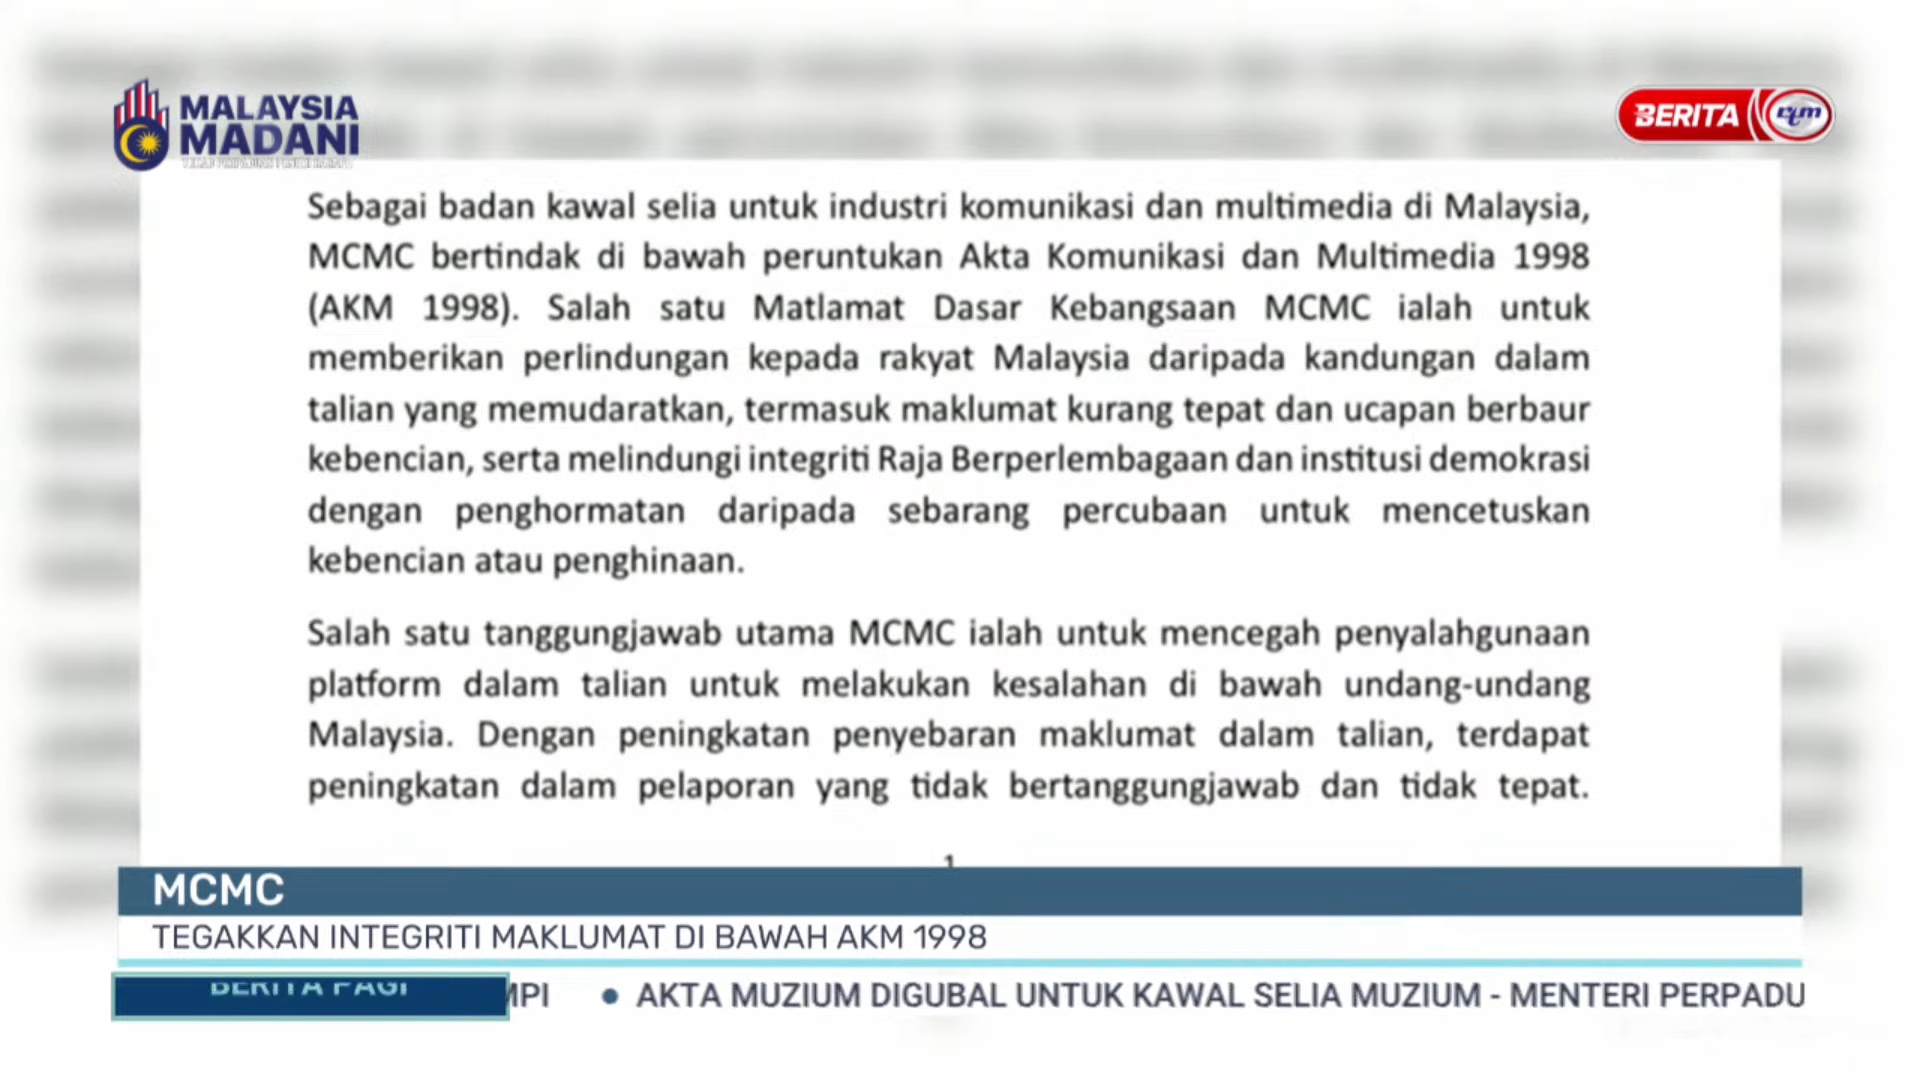 MALAYSIA
MADANI
BERITA rtm
Sebagai badan kawal selia untuk industri komunikasi dan multimedia di Malaysia,
MCMC bertindak di bawah peruntukan Akta Komunikasi dan Multimedia 1998
(AKM 1998). Salah satu Matlamat Dasar Kebangsaan MCMC ialah untuk
memberikan perlindungan kepada rakyat Malaysia daripada kandungan dalam
talian yang memudaratkan, termasuk maklumat kurang tepat dan ucapan berbaur
kebencian, serta melindungi integriti Raja Berperlembagaan dan institusi demokrasi
dengan penghormatan daripada sebarang percubaan untuk mencetuskan
kebencian atau penghinaan.
Salah satu tanggungjawab utama MCMC ialah untuk mencegah penyalahgunaan
platform dalam talian untuk melakukan kesalahan di bawah undang-undang
Malaysia. Dengan peningkatan penyebaran maklumat dalam talian, terdapat
peningkatan dalam pelaporan yang tidak bertanggungjawab dan tidak tepat.
1
MCMC
TEGAKKAN INTEGRITI MAKLUMAT DI BAWAH AKM 1998
BERITA PAGI
MPI • AKTA MUZIUM DIGUBAL UNTUK KAWAL SELIA MUZIUM - MENTERI PERPADU